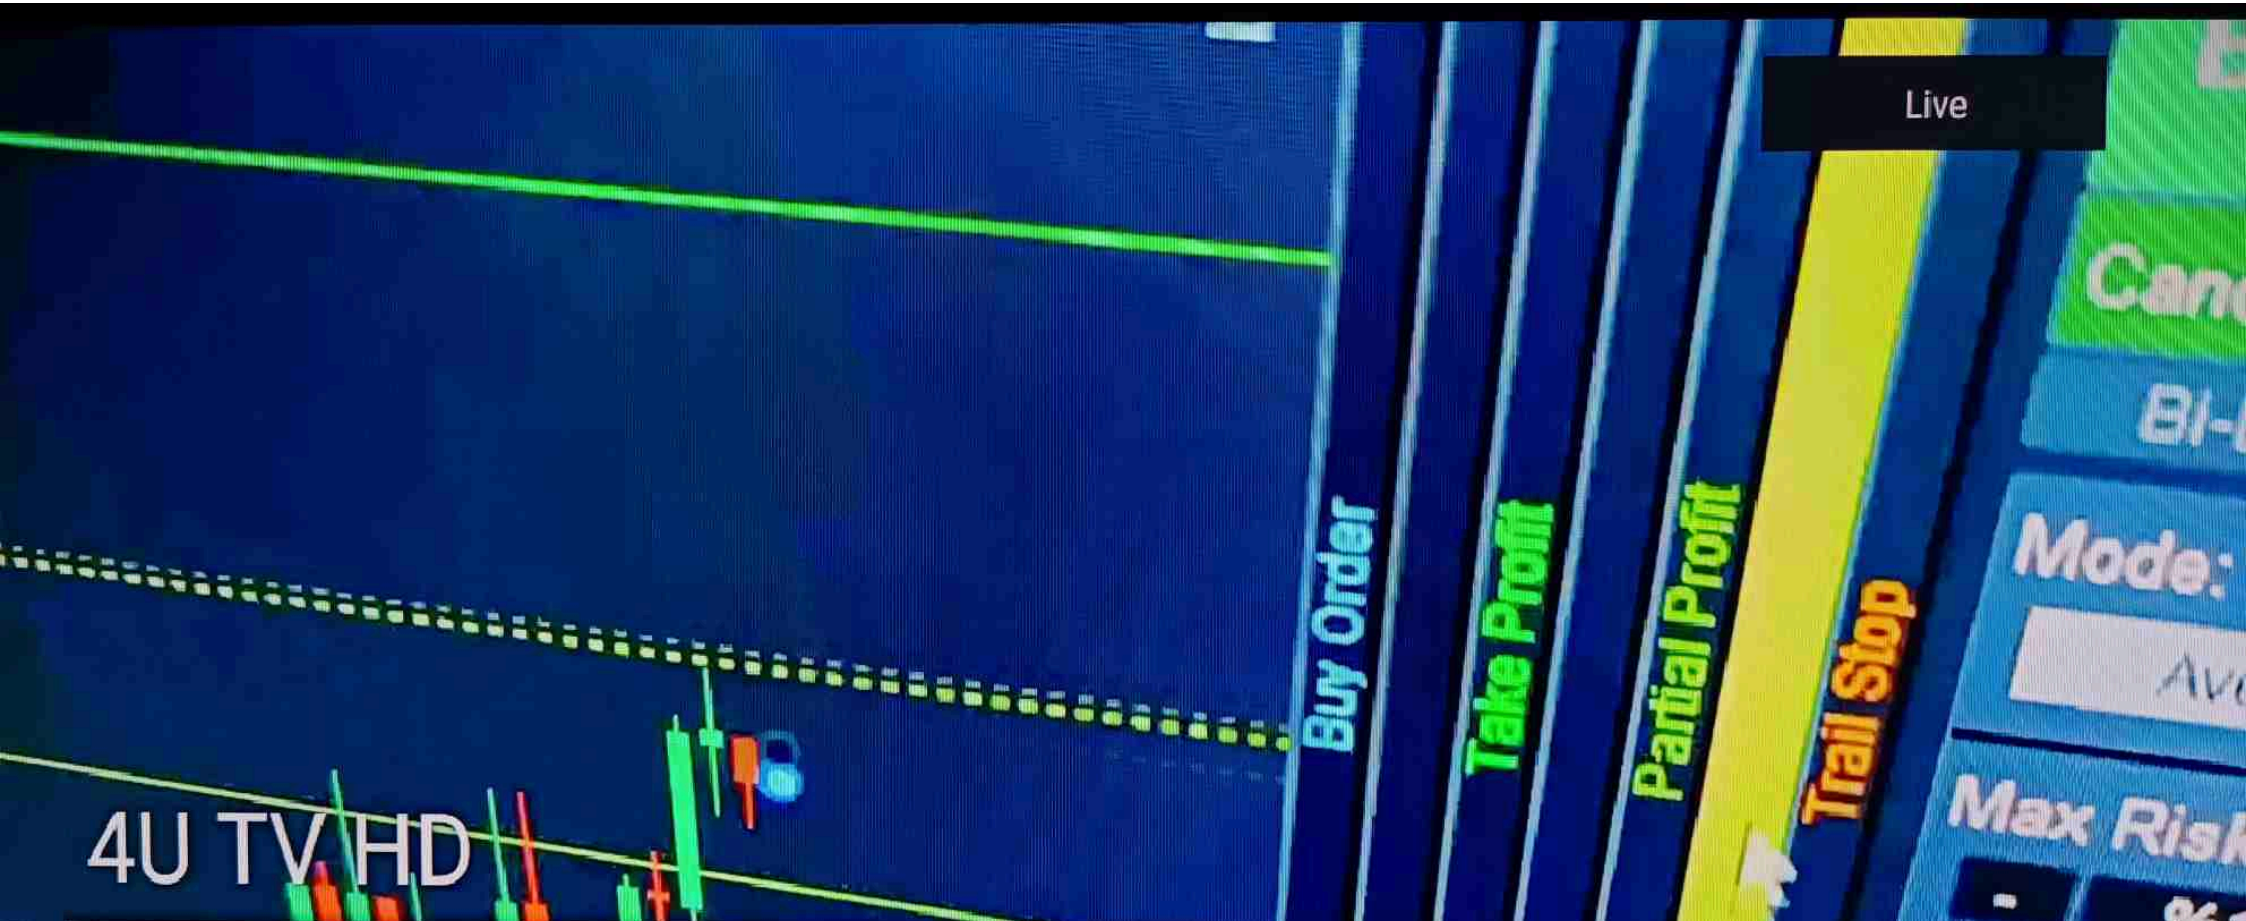 Live
Buy Order
Take Profit
Partial Profit
Trail Stop
Mode:
Max Risk
-
4U TV HD